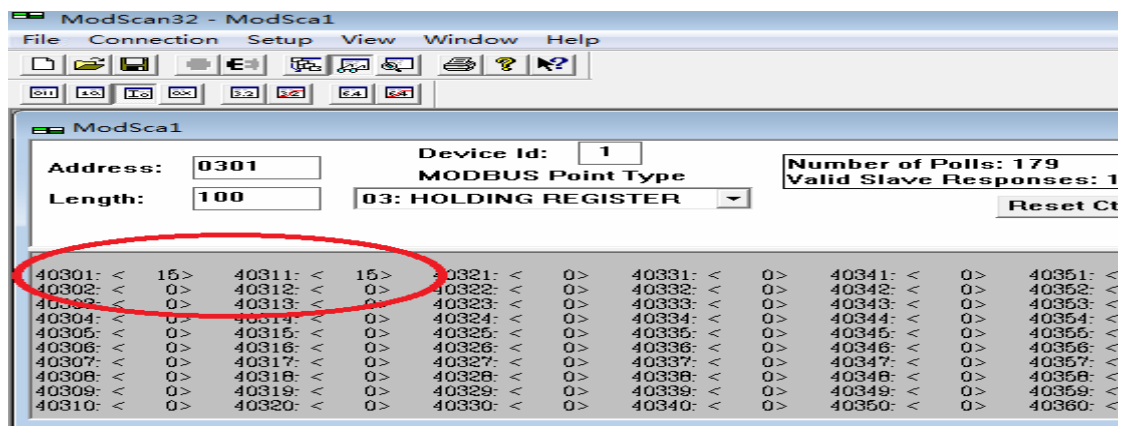 ModScan32 - ModSca1
File Connection Setup View Window Help
ModSca1
Address: 0301
Device Id: 1
MODBUS Point Type
Length: 100
03: HOLDING REGISTER
Number of Polls: 179
Valid Slave Responses: 1
Reset Ct
40301: < 15> 40311: < 15> 40321: < 0> 40331: < 0> 40341: < 0> 40351: <
40302: < 0> 40312: < 0> 40322: < 0> 40332: < 0> 40342: < 0> 40352: <
40303: < 0> 40313: < 0> 40323: < 0> 40333: < 0> 40343: < 0> 40353: <
40304: < 0> 40314: < 0> 40324: < 0> 40334: < 0> 40344: < 0> 40354: <
40305: < 0> 40315: < 0> 40325: < 0> 40335: < 0> 40345: < 0> 40355: <
40306: < 0> 40316: < 0> 40326: < 0> 40336: < 0> 40346: < 0> 40356: <
40307: < 0> 40317: < 0> 40327: < 0> 40337: < 0> 40347: < 0> 40357: <
40308: < 0> 40318: < 0> 40328: < 0> 40338: < 0> 40348: < 0> 40358: <
40309: < 0> 40319: < 0> 40329: < 0> 40339: < 0> 40349: < 0> 40359: <
40310: < 0> 40320: < 0> 40330: < 0> 40340: < 0> 40350: < 0> 40360: <